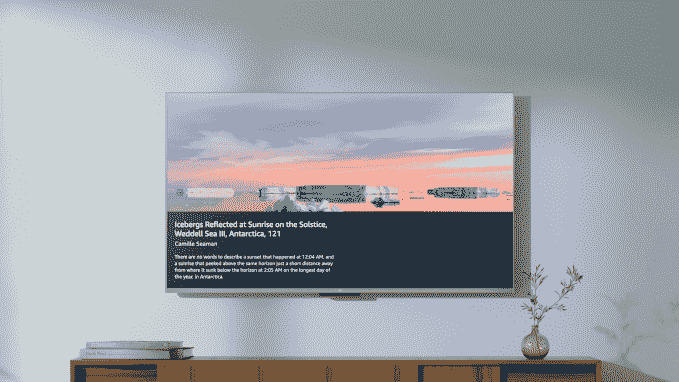 Icebergs Reflected at Sunrise on the Solstice,
Weddell Sea III, Antarctica, 121
Camille Seaman
There are no words to describe a sunset that happened at 12:04 AM, and
a sunrise that peeked above the same horizon just a short distance away
from where it sunk below the horizon at 2:05 AM on the longest day of
the year in Antarctica.